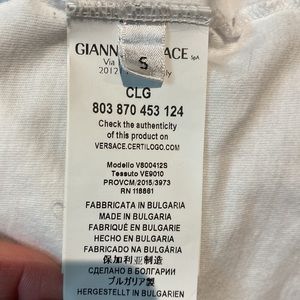 GIANN ACE SpA
Via
2012 ly
S
CLG
803 870 453 124
Check the authenticity
of this product on
VERSACE.CERTILOGO.COM
Modello V800412S
Tessuto VE9010
PROVCM/2015/3973
RN 118861
FABBRICATA IN BULGARIA
MADE IN BULGARIA
FABRIQUÉ EN BULGARIE
HECHO EN BULGARIA
FABRICADO NA BULGÁRIA
保加利亚制造
СДЕЛАНО В БОЛГАРИИ
ブルガリア製
HERGESTELLT IN BULGARIEN